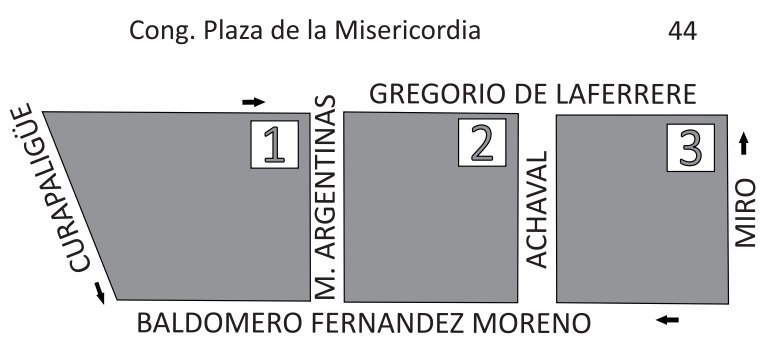 Cong. Plaza de la Misericordia 44
GREGORIO DE LAFERRERE
CURAPALIGÜE
1
M. ARGENTINAS
2
ACHAVAL
3
MIRO
BALDOMERO FERNANDEZ MORENO